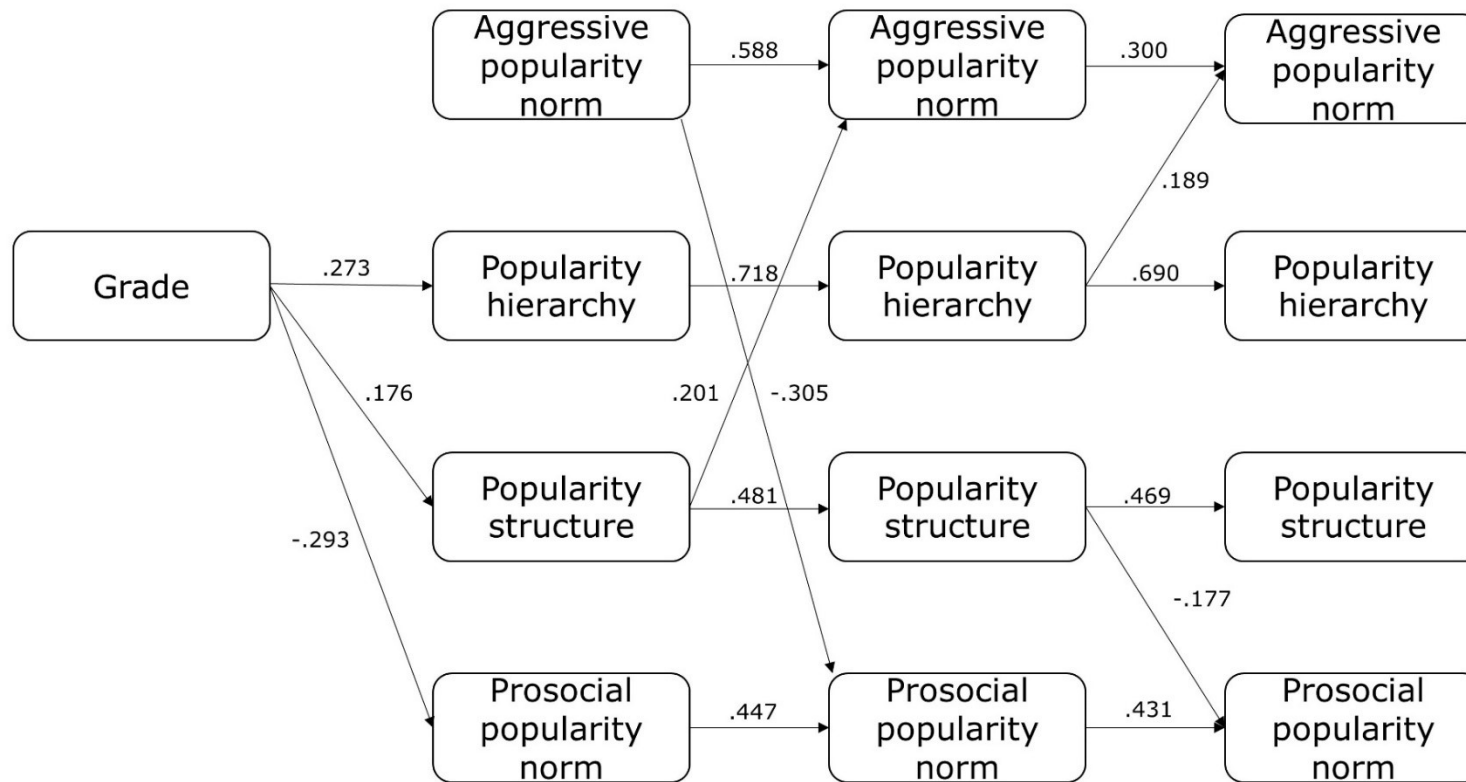 Aggressive
popularity
norm
.588
Aggressive
popularity
norm
.300
Aggressive
popularity
norm
.189
Grade
.273
Popularity
hierarchy
.718
Popularity
hierarchy
.690
Popularity
hierarchy
.176
.201
-.305
-.293
Popularity
structure
.481
Popularity
structure
.469
Popularity
structure
-.177
Prosocial
popularity
norm
.447
Prosocial
popularity
norm
.431
Prosocial
popularity
norm